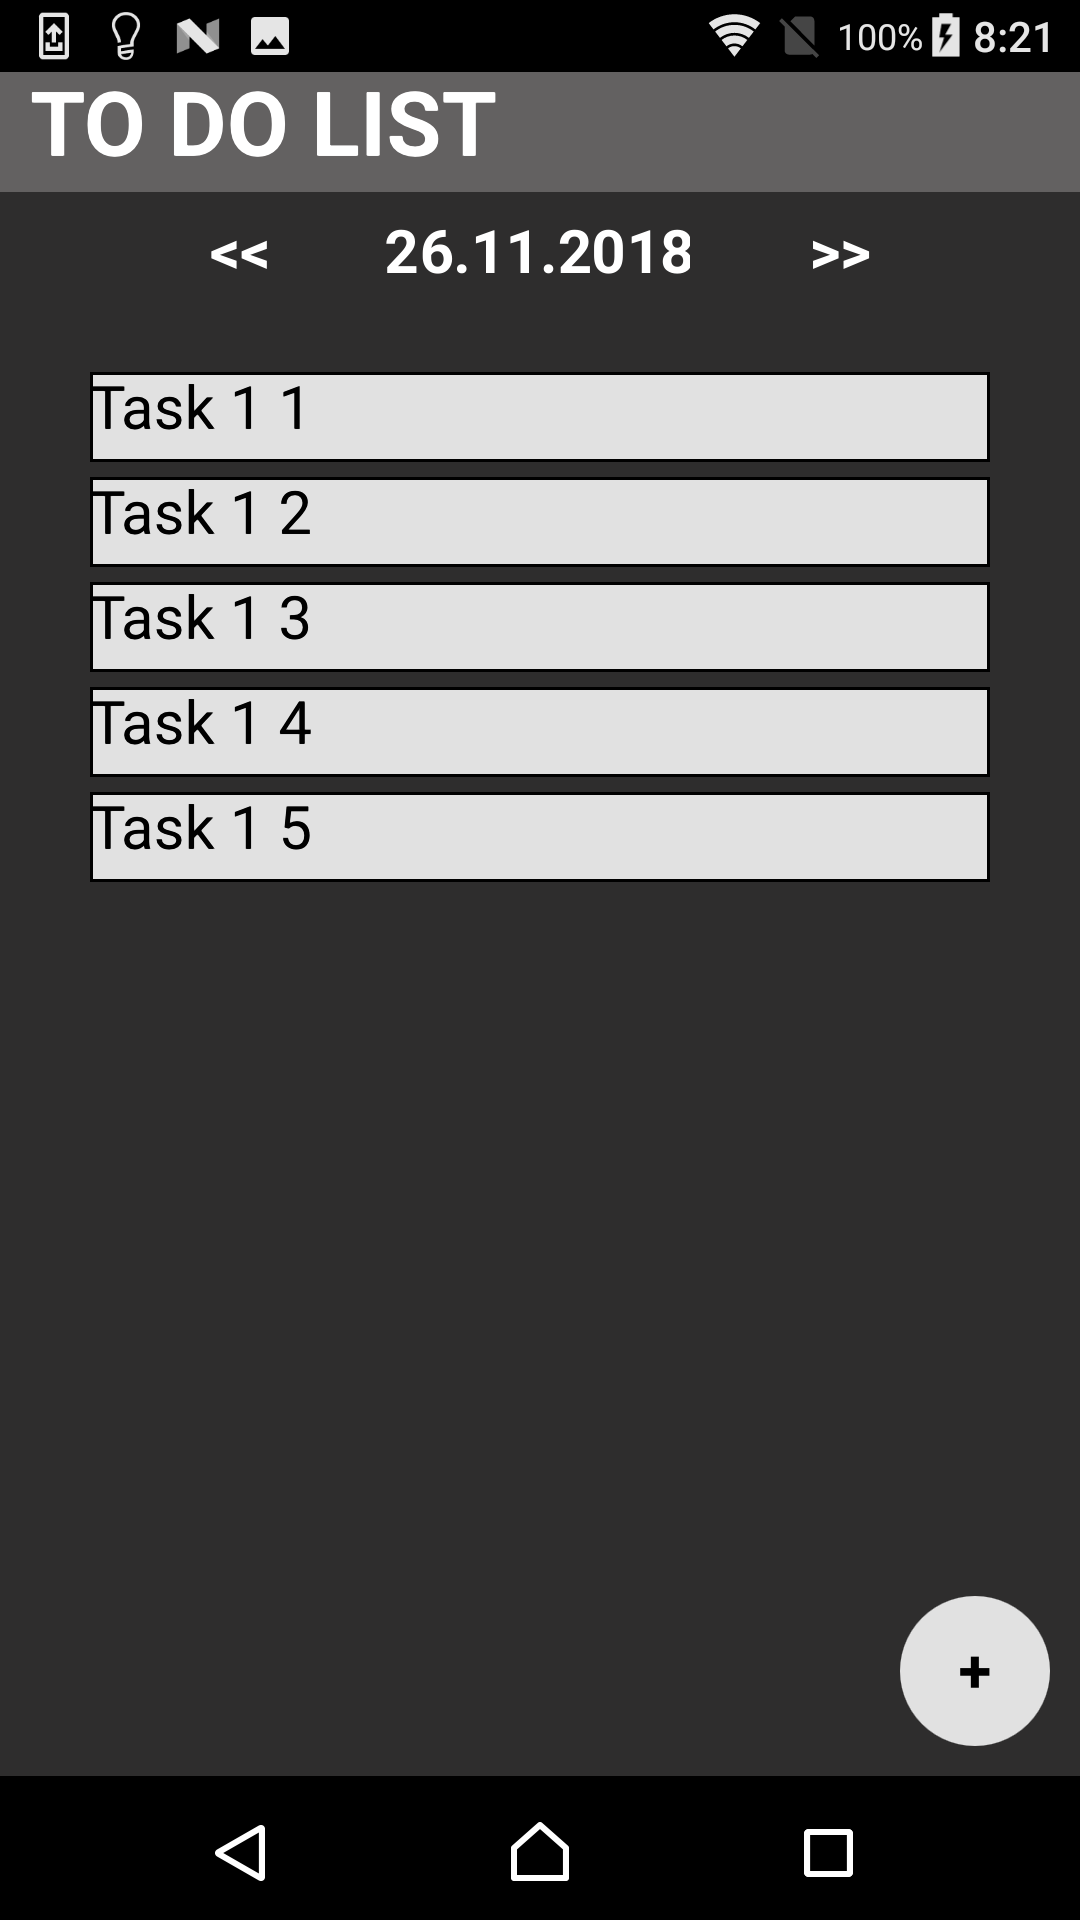 100% 8:21
TO DO LIST
<< 26.11.2018 >>
Task 1 1
Task 1 2
Task 1 3
Task 1 4
Task 1 5
+